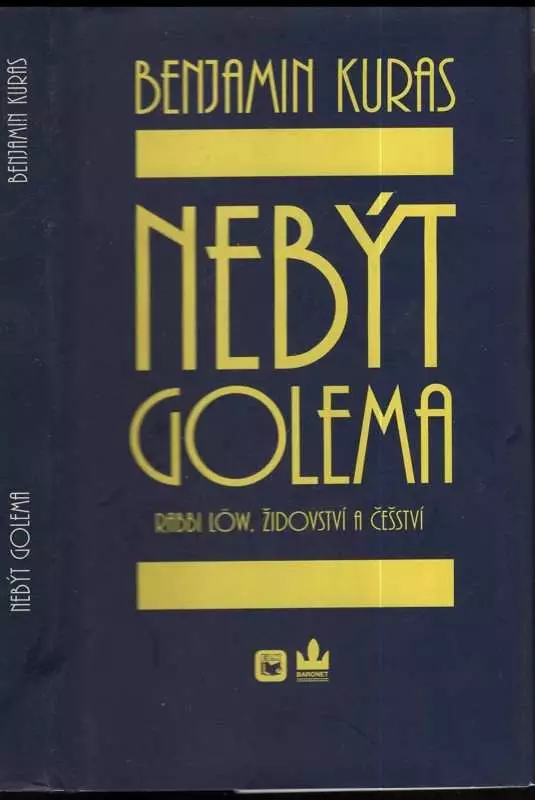 BENJAMIN KURAS
NEBÝT GOLEMA
BENJAMIN KURAS
NEBÝT
GOLEMA
RABBI LÖW, ŽIDOVSTVÍ A ČEŠSTVÍ
BARONET